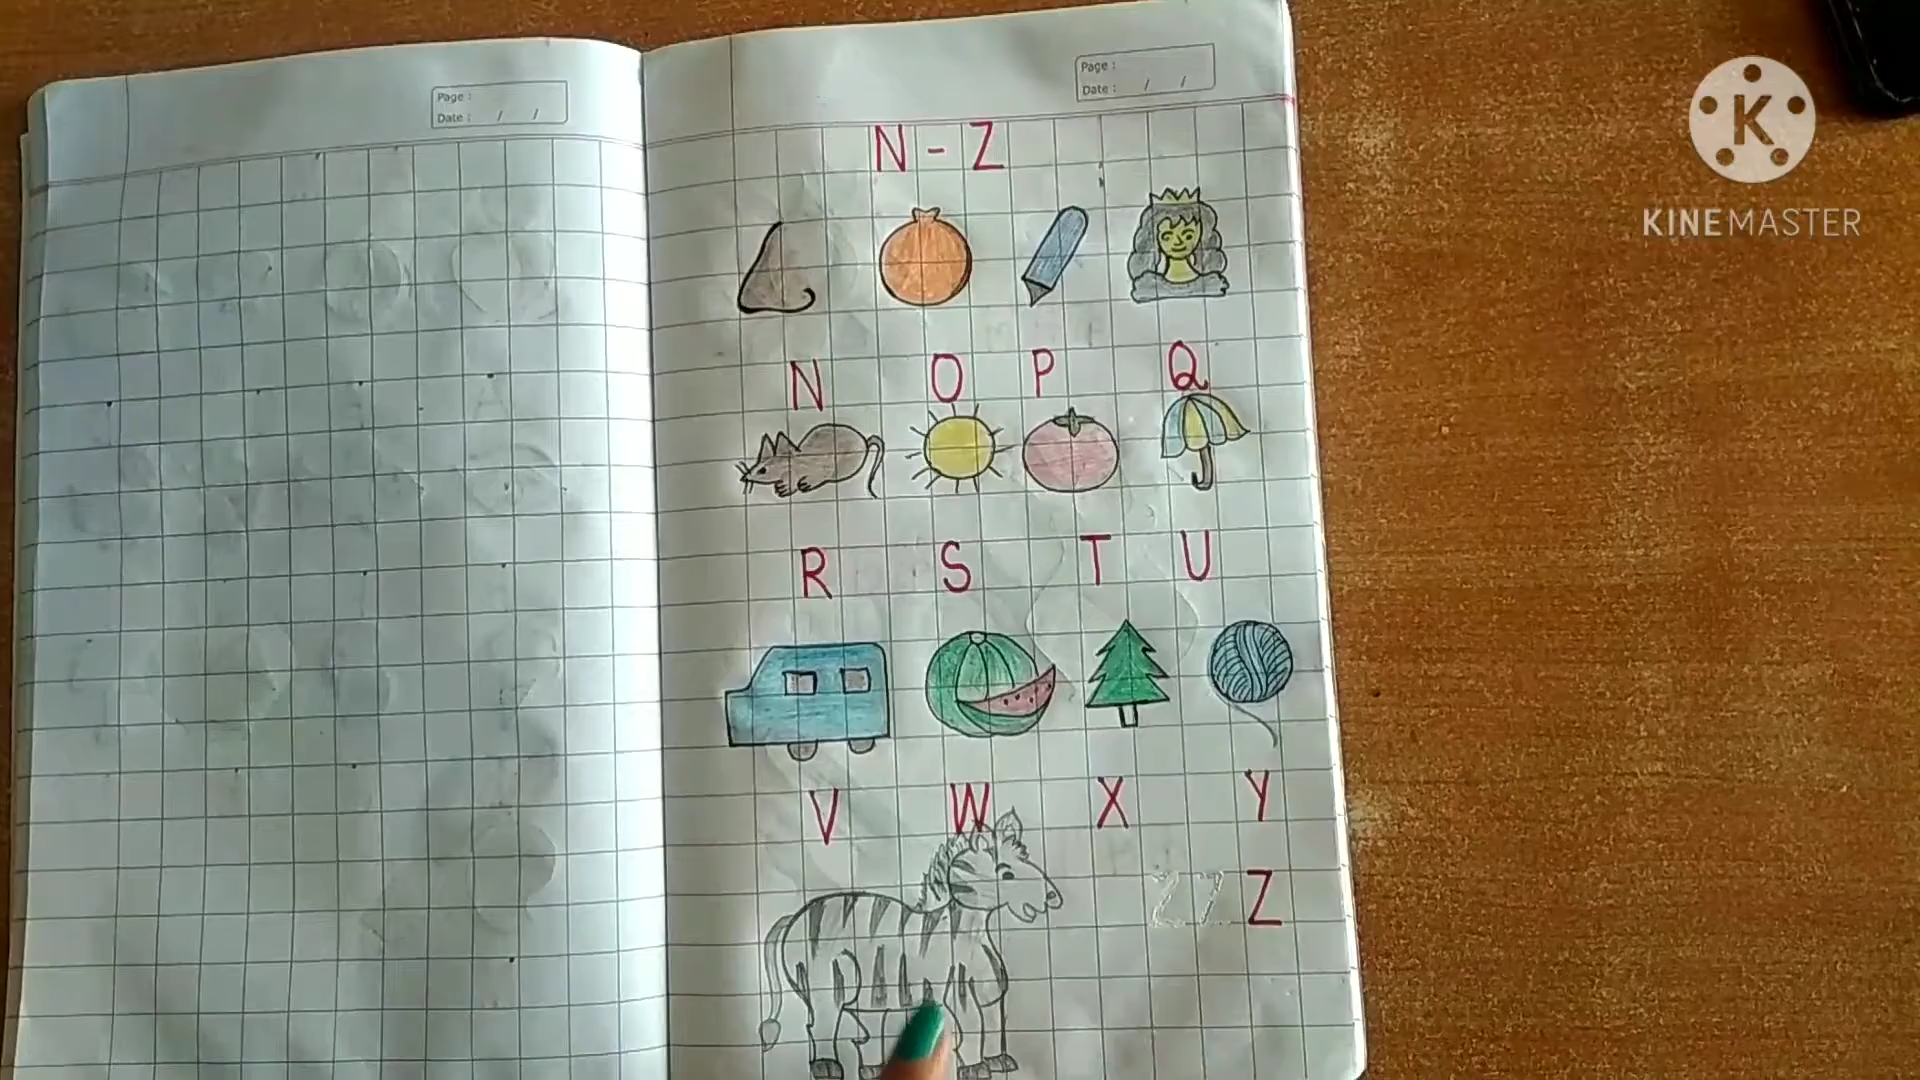 Page :
Date : / /
Page :
Date : / /
N - Z
N O P Q
R S T U
V W X Y
Z
K
KINEMASTER